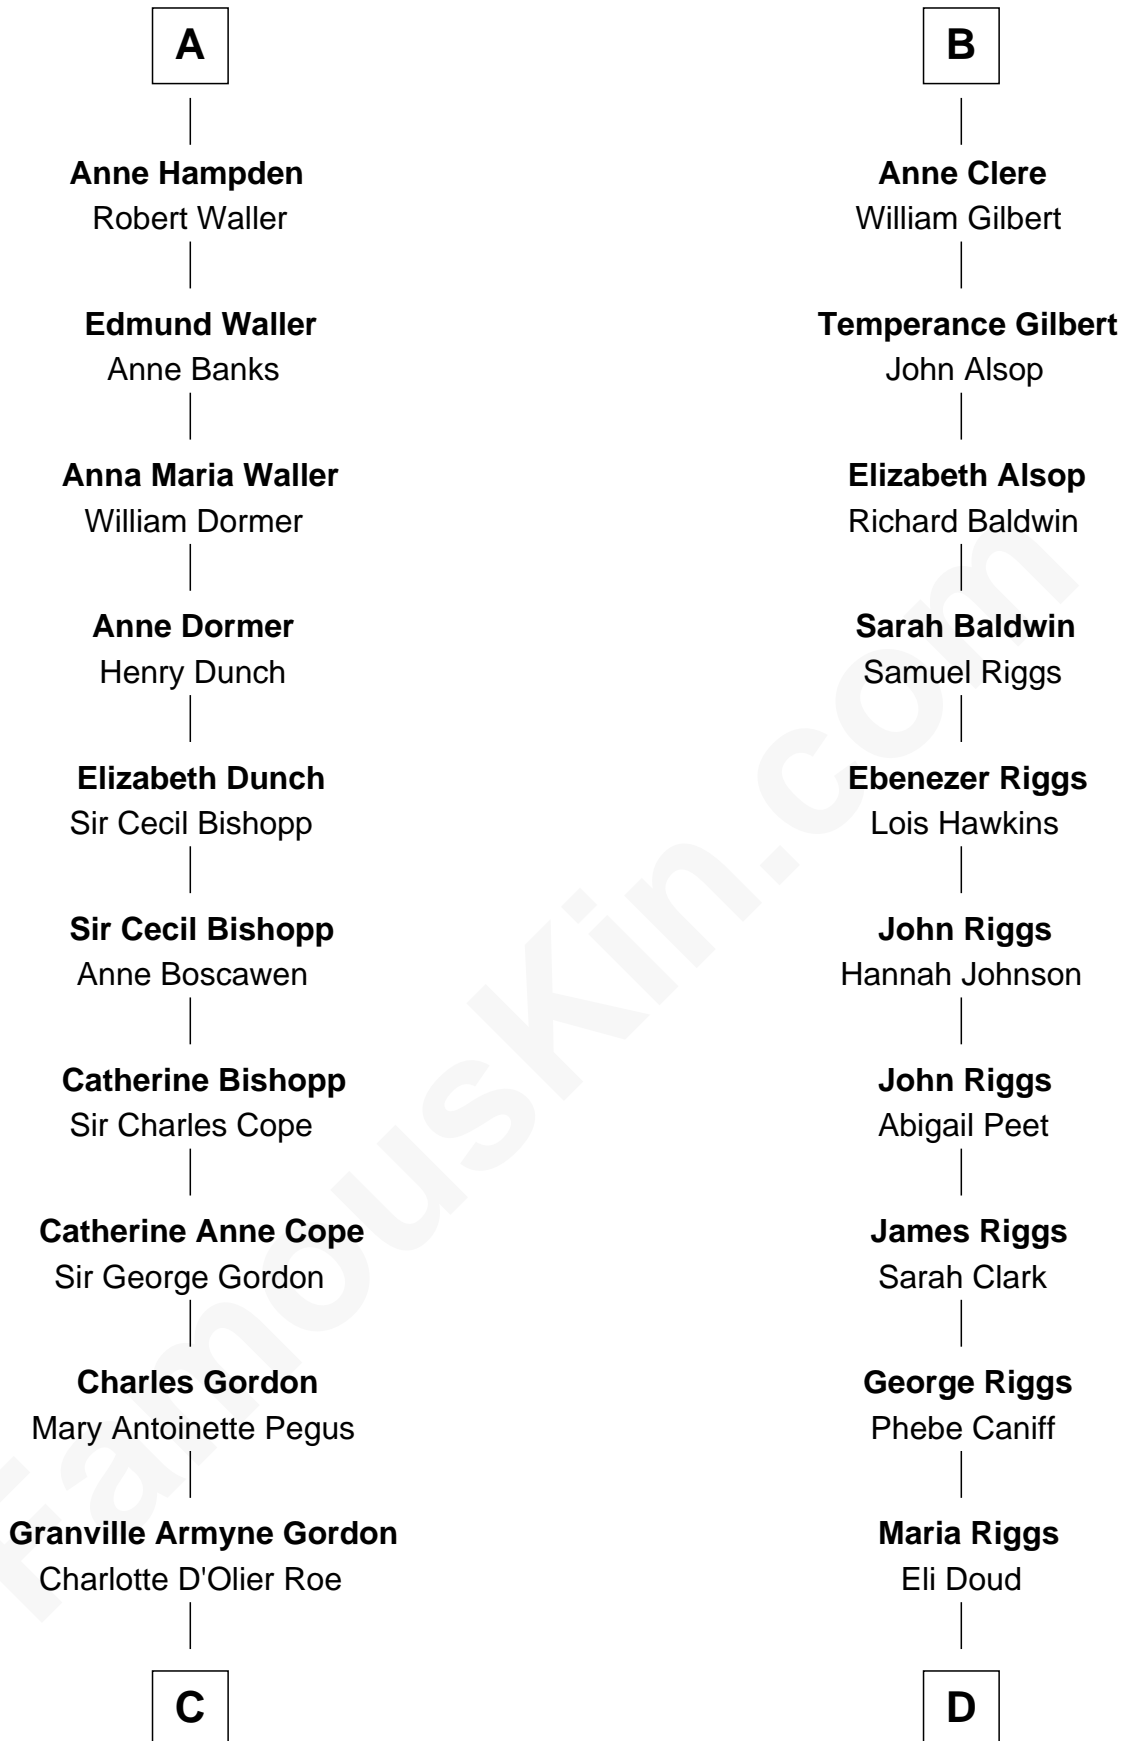 A
Anne Hampden
Robert Waller
Edmund Waller
Anne Banks
Anna Maria Waller
William Dormer
Anne Dormer
Henry Dunch
Elizabeth Dunch
Sir Cecil Bishopp
Sir Cecil Bishopp
Anne Boscawen
Catherine Bishopp
Sir Charles Cope
Catherine Anne Cope
Sir George Gordon
Charles Gordon
Mary Antoinette Pegus
Granville Armyne Gordon
Charlotte D'Olier Roe
C
B
Anne Clere
William Gilbert
Temperance Gilbert
John Alsop
Elizabeth Alsop
Richard Baldwin
Sarah Baldwin
Samuel Riggs
Ebenezer Riggs
Lois Hawkins
John Riggs
Hannah Johnson
John Riggs
Abigail Peet
James Riggs
Sarah Clark
George Riggs
Phebe Caniff
Maria Riggs
Eli Doud
D
FamousKin.com